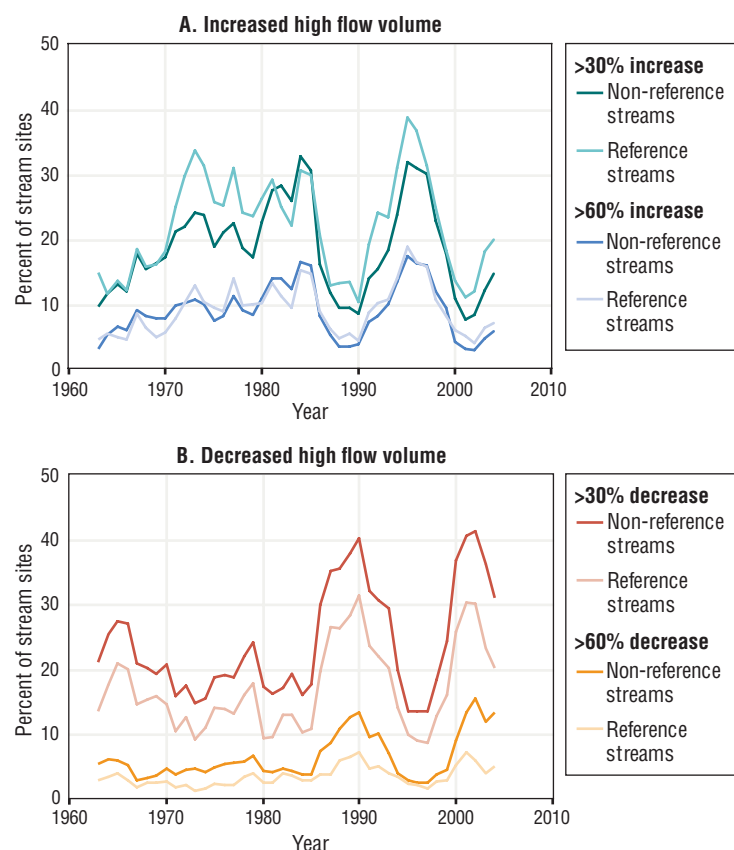 A. Increased high flow volume
50
40
30
20
10
0
Percent of stream sites
1960
1970
1980
1990
2000
2010
Year
>30% increase
Non-reference
streams
Reference
streams
>60% increase
Non-reference
streams
Reference
streams
B. Decreased high flow volume
50
40
30
20
10
0
Percent of stream sites
1960
1970
1980
1990
2000
2010
Year
>30% decrease
Non-reference
streams
Reference
streams
>60% decrease
Non-reference
streams
Reference
streams